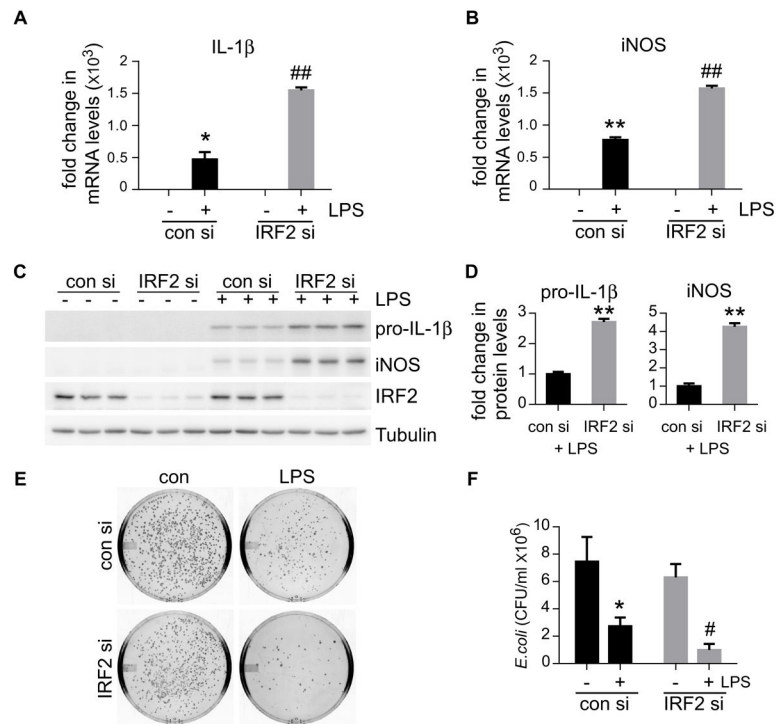 A
IL-1β
fold change in
mRNA levels (x10³)
2
1.5
1.0
0.5
0
*
##
- + - + LPS
con si IRF2 si
B
iNOS
fold change in
mRNA levels (x10³)
2
1.5
1.0
0.5
0
**
##
- + - + LPS
con si IRF2 si
C
con si IRF2 si con si IRF2 si
- - - - - - + + + + + + LPS
pro-IL-1β
iNOS
IRF2
Tubulin
D
fold change in
protein levels
pro-IL-1β
3
2
1
0
**
con si IRF2 si
+ LPS
iNOS
5
4
3
2
1
0
**
con si IRF2 si
+ LPS
E
con LPS
con si
IRF2 si
F
E.coli (CFU/ml x10⁶)
10
8
6
4
2
0
*
#
- + - + LPS
con si IRF2 si